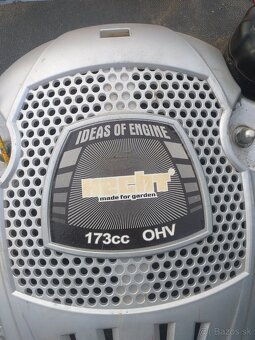 IDEAS OF ENGINE
HECHT
made for garden
173cc OHV
Bazos.sk